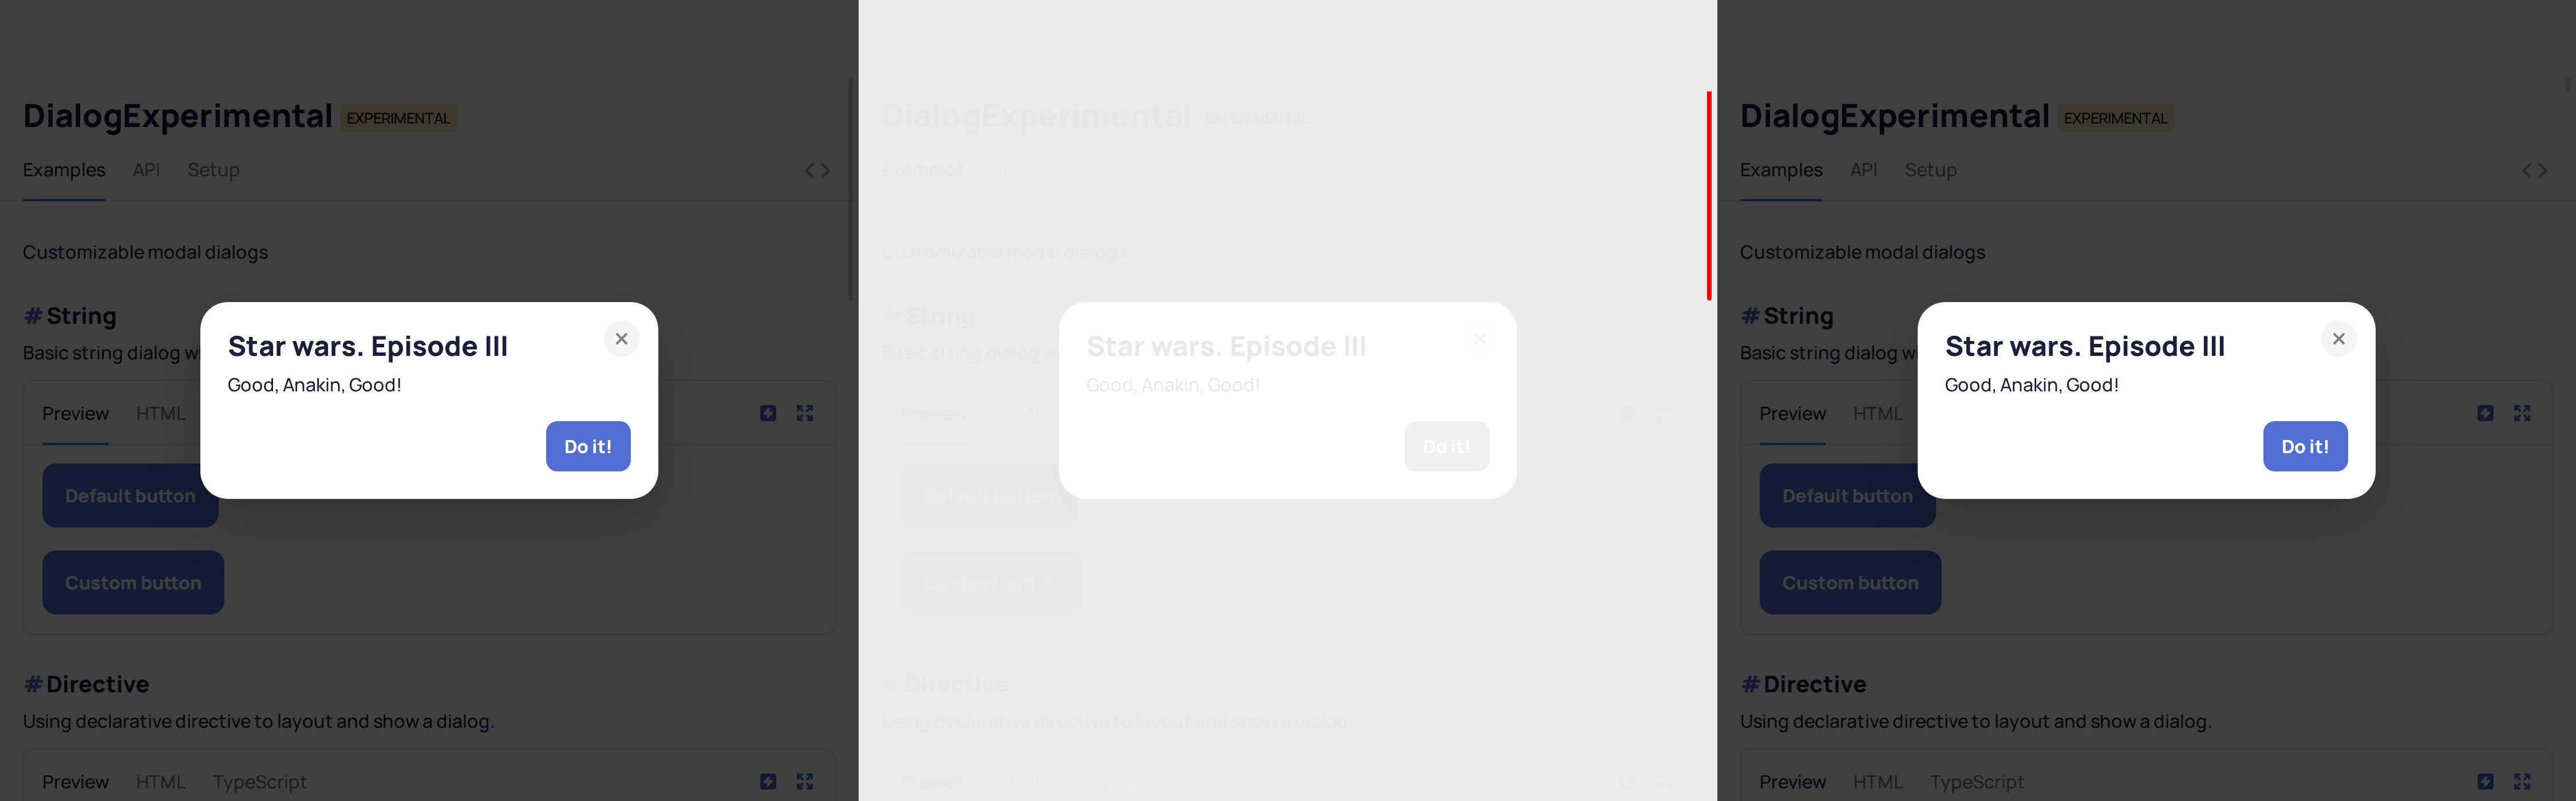 DialogExperimental EXPERIMENTAL
Examples API Setup
Customizable modal dialogs
# String
Basic string dialog
Star wars. Episode III
Good, Anakin, Good!
Preview HTML
Do it!
Default button
Custom button
# Directive
Using declarative directive to layout and show a dialog.
Preview HTML TypeScript
DialogExperimental EXPERIMENTAL
Examples API Setup
Customizable modal dialogs
# String
Basic string dialog
Star wars. Episode III
Good, Anakin, Good!
Preview HTML
Do it!
Default button
Custom button
# Directive
Using declarative directive to layout and show a dialog.
Preview HTML TypeScript
DialogExperimental EXPERIMENTAL
Examples API Setup
Customizable modal dialogs
# String
Basic string dialog
Star wars. Episode III
Good, Anakin, Good!
Preview HTML
Do it!
Default button
Custom button
# Directive
Using declarative directive to layout and show a dialog.
Preview HTML TypeScript